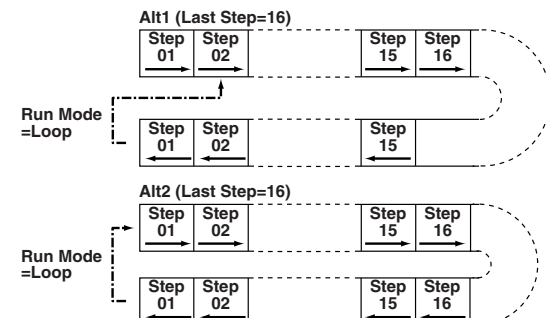 Alt1 (Last Step=16)
Step 01 Step 02 Step 15 Step 16
Run Mode
=Loop
Step 01 Step 02 Step 15
Alt2 (Last Step=16)
Step 01 Step 02 Step 15 Step 16
Run Mode
=Loop
Step 01 Step 02 Step 15 Step 16